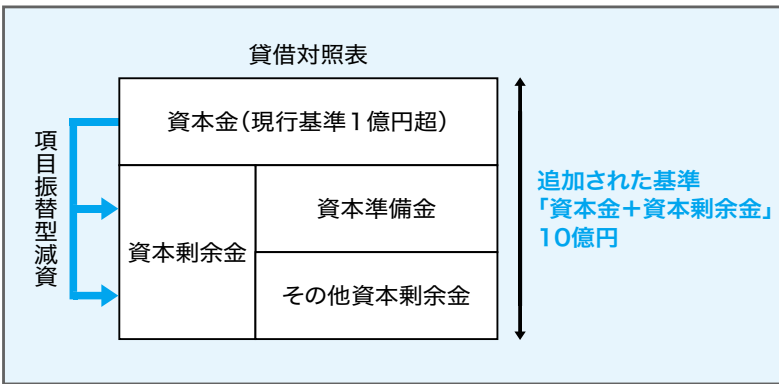 貸借対照表
資本金（現行基準１億円超）
項目振替型減資
資本剰余金
資本準備金
その他資本剰余金
追加された基準
「資本金＋資本剰余金」
10億円